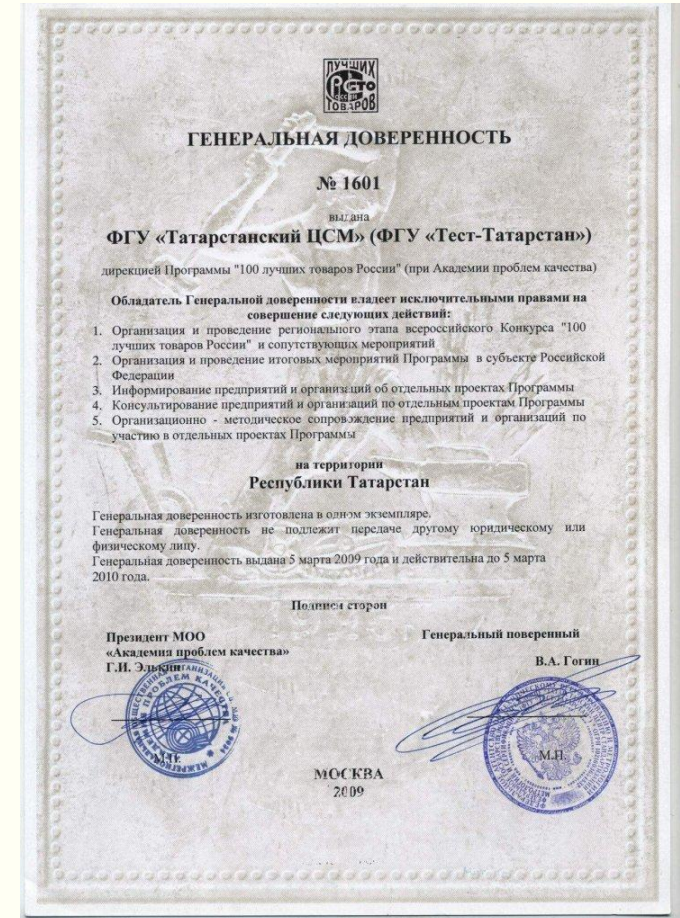 ЛУЧШИХ
РОССИИ
ТОВАРОВ
ГЕНЕРАЛЬНАЯ ДОВЕРЕННОСТЬ
№ 1601
выдана
ФГУ «Татарстанский ЦСМ» (ФГУ «Тест-Татарстан»)
дирекцией Программы "100 лучших товаров России" (при Академии проблем качества)
Обладатель Генеральной доверенности владеет исключительными правами на
совершение следующих действий:
1. Организация и проведение регионального этапа всероссийского Конкурса "100
лучших товаров России" и сопутствующих мероприятий
2. Организация и проведение итоговых мероприятий Программы в субъекте Российской
Федерации
3. Информирование предприятий и организаций об отдельных проектах Программы
4. Консультирование предприятий и организаций по отдельным проектам Программы
5. Организационно - методическое сопровождение предприятий и организаций по
участию в отдельных проектах Программы
на территории
Республики Татарстан
Генеральная доверенность изготовлена в одном экземпляре.
Генеральная доверенность не подлежит передаче другому юридическому или
физическому лицу.
Генеральная доверенность выдана 5 марта 2009 года и действительна до 5 марта
2010 года.
Подписи сторон
Президент МОО
«Академия проблем качества»
Г.И. Элькин
Генеральный поверенный
В.А. Гогин
М.П.
М.П.
МОСКВА
2009